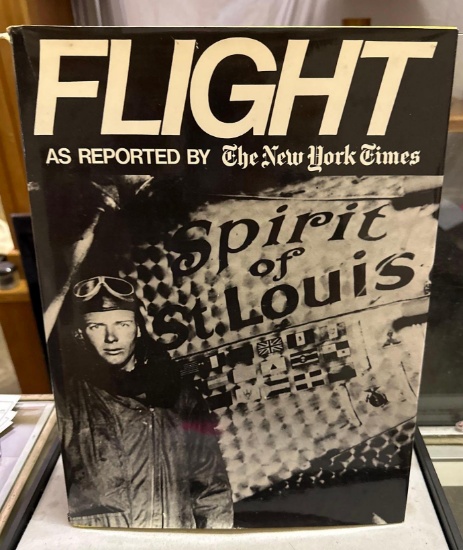 FLIGHT
AS REPORTED BY The New York Times
Spirit
of
St. Louis